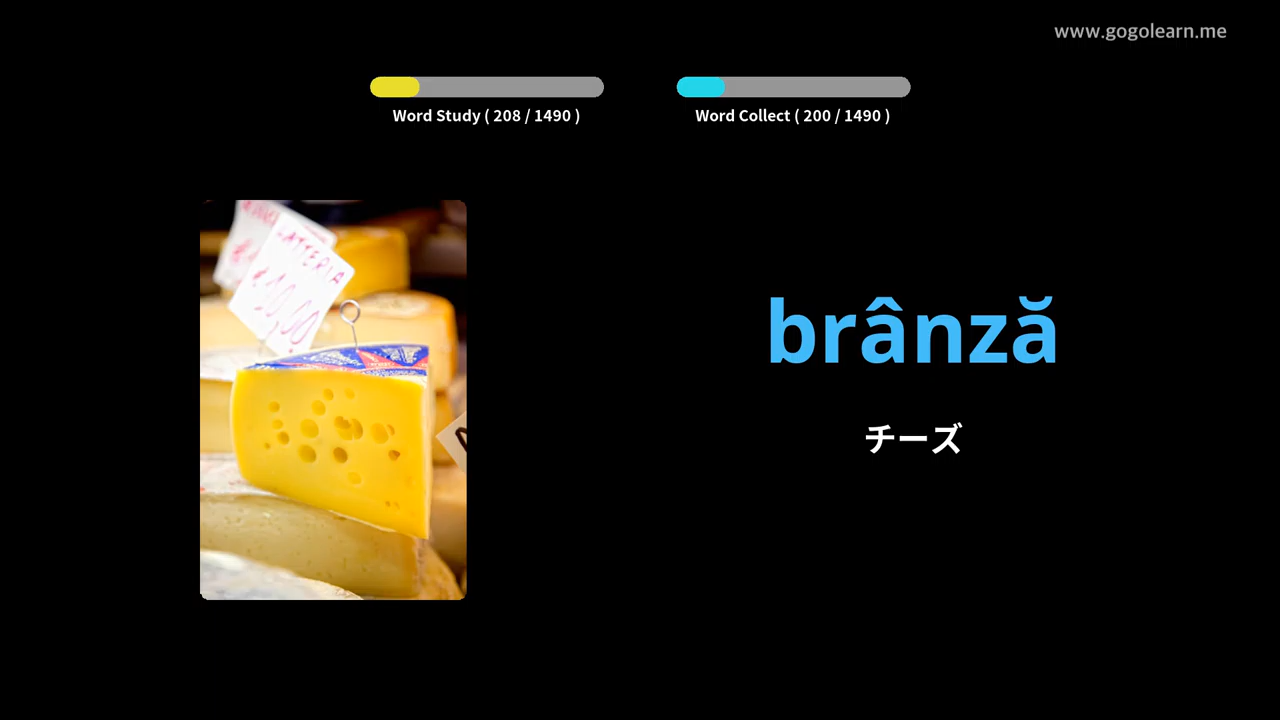 www.gogolearn.me
Word Study ( 208 / 1490 )
Word Collect ( 200 / 1490 )
LATTERIA
brânză
チーズ